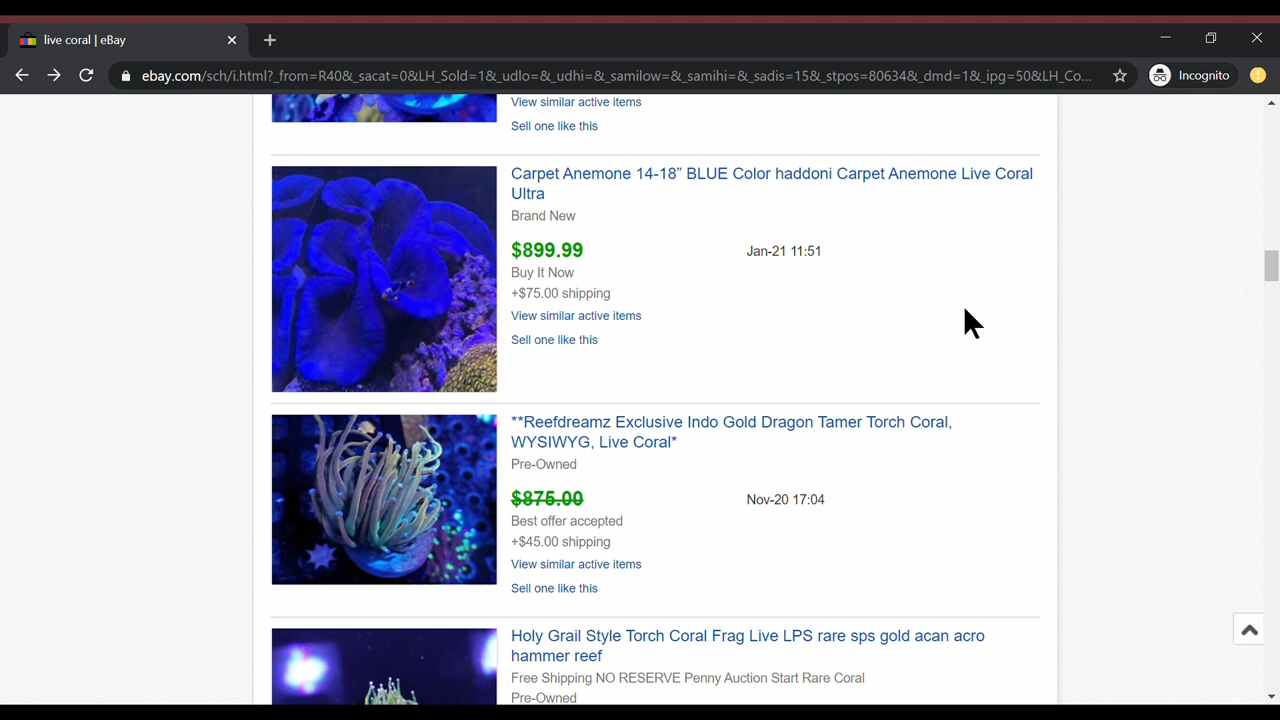 live coral | eBay
ebay.com/sch/i.html?_from=R40&_sacat=0&LH_Sold=1&_udlo=&_udhi=&_samilow=&_samihi=&_sadis=15&_stpos=80634&_dmd=1&_ipg=50&LH_Co...
Incognito
View similar active items
Sell one like this
Carpet Anemone 14-18” BLUE Color haddoni Carpet Anemone Live Coral
Ultra
Brand New
$899.99 Jan-21 11:51
Buy It Now
+$75.00 shipping
View similar active items
Sell one like this
**Reefdreamz Exclusive Indo Gold Dragon Tamer Torch Coral,
WYSIWYG, Live Coral*
Pre-Owned
$875.00 Nov-20 17:04
Best offer accepted
+$45.00 shipping
View similar active items
Sell one like this
Holy Grail Style Torch Coral Frag Live LPS rare sps gold acan acro
hammer reef
Free Shipping NO RESERVE Penny Auction Start Rare Coral
Pre-Owned